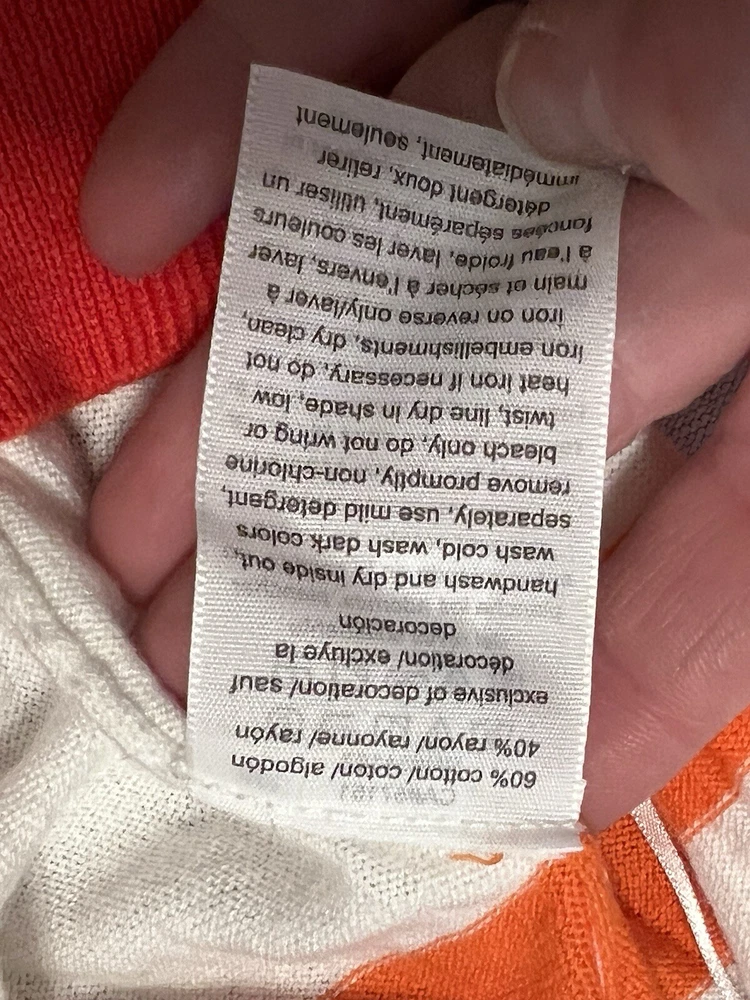 60% cotton/ coton/ algodón
40% rayon/ rayonne/ rayón
exclusive of decoration/ sauf
décoration/ excluye la
decoración
handwash and dry inside out,
wash cold, wash dark colors
separately, use mild detergent,
remove promptly, non-chlorine
bleach only, do not wring or
twist, line dry in shade, low
heat iron if necessary, do not
iron embellishments, dry clean,
iron on reverse only/laver à
main et sécher à l'envers, laver
à l'eau froide, laver les couleurs
foncées séparément, utiliser un
détergent doux, retirer
immédiatement, seulement